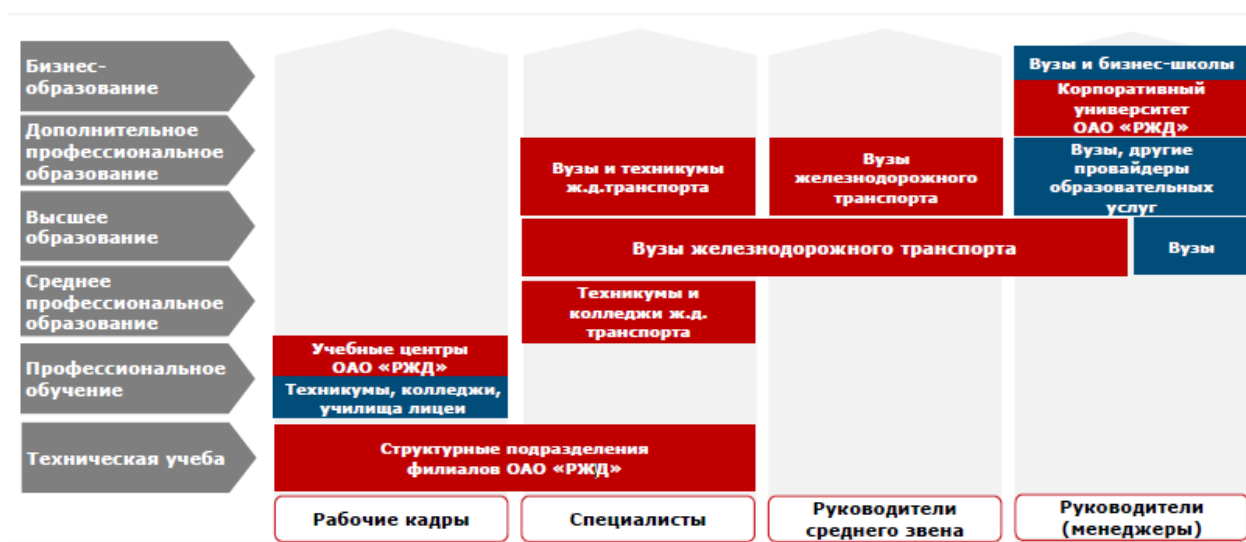 Бизнес-
образование
Вузы и бизнес-школы
Корпоративный
университет
ОАО «РЖД»
Дополнительное
профессиональное
образование
Вузы и техникумы
ж.д.транспорта
Вузы
железнодорожного
транспорта
Вузы, другие
провайдеры
образовательных
услуг
Высшее
образование
Вузы железнодорожного транспорта
Вузы
Среднее
профессиональное
образование
Техникумы и
колледжи ж.д.
транспорта
Профессиональное
обучение
Учебные центры
ОАО «РЖД»
Техникумы, колледжи,
училища лицеи
Техническая учеба
Структурные подразделения
филиалов ОАО «РЖД»
Рабочие кадры
Специалисты
Руководители
среднего звена
Руководители
(менеджеры)